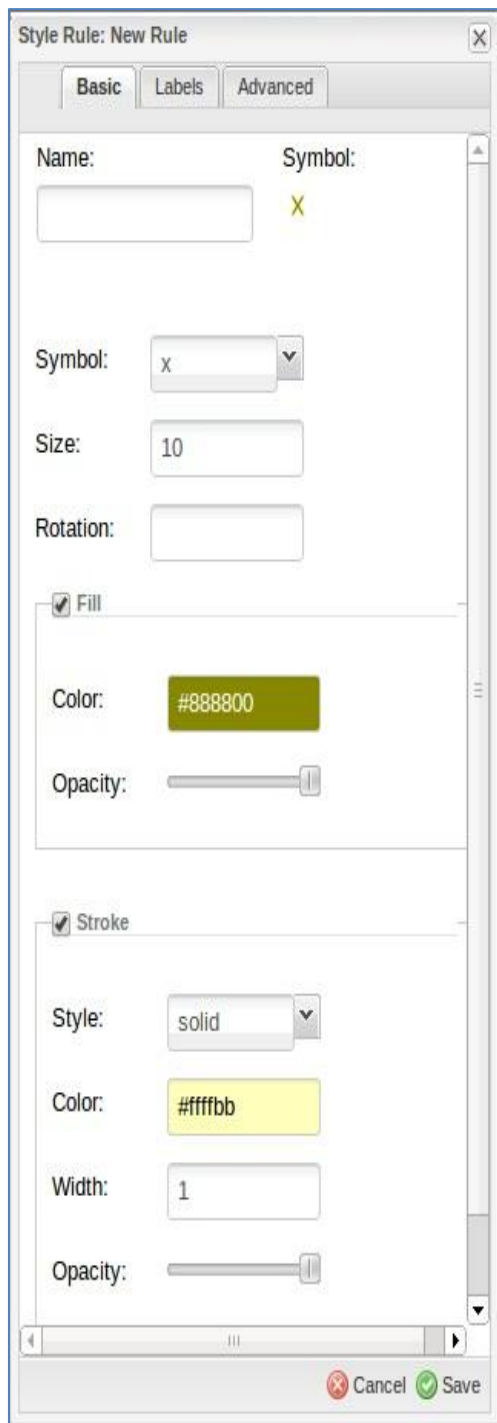 Style Rule: New Rule
Basic Labels Advanced
Name: Symbol:
Symbol: x
Size: 10
Rotation:
Fill
Color: #888800
Opacity:
Stroke
Style: solid
Color: #ffffbb
Width: 1
Opacity:
Cancel Save